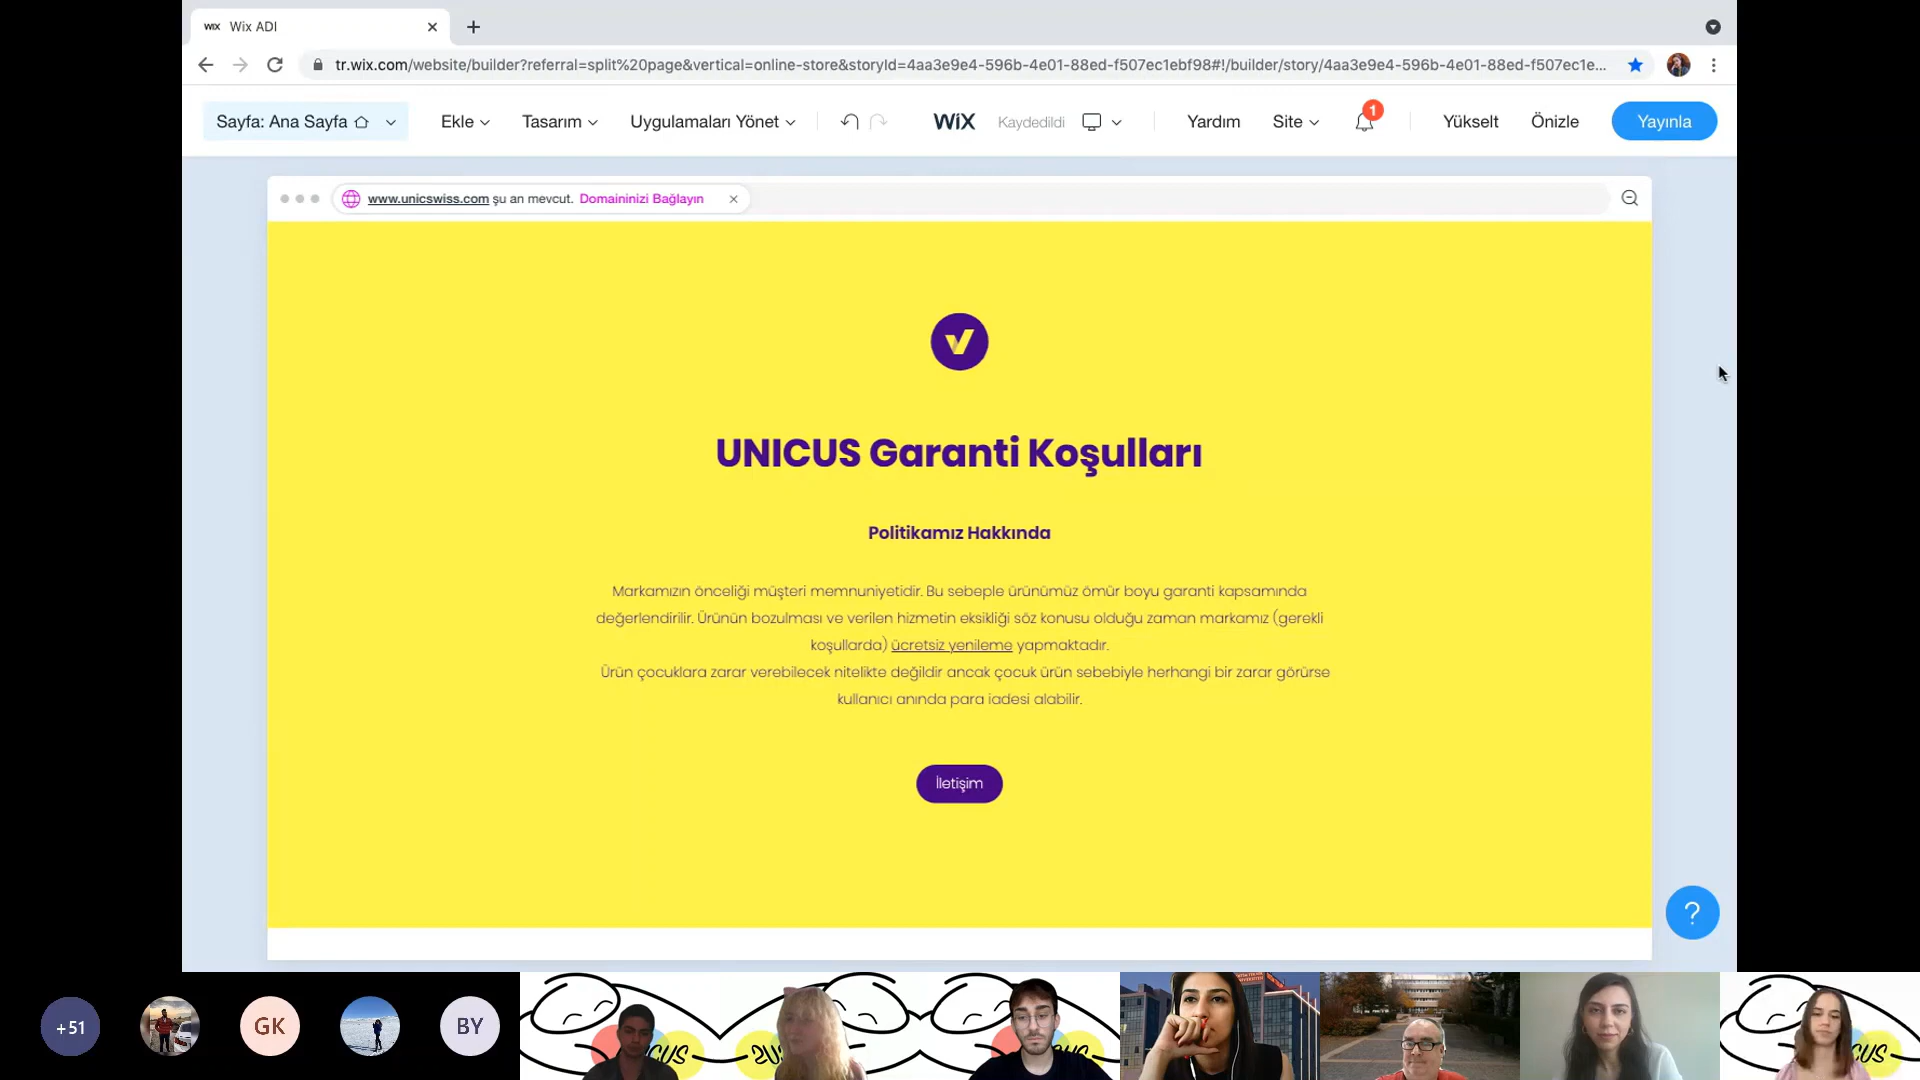 WIX Wix ADI
tr.wix.com/website/builder?referral=split%20page&vertical=online-store&storyId=4aa3e9e4-596b-4e01-88ed-f507ec1ebf98#!/builder/story/4aa3e9e4-596b-4e01-88ed-f507ec1e...
Sayfa: Ana Sayfa Ekle Tasarım Uygulamaları Yönet WIX Kaydedildi Yardım Site 1 Yükselt Önizle Yayınla
www.unicswiss.com şu an mevcut. Domaininizi Bağlayın
UNICUS Garanti Koşulları
Politikamız Hakkında
Markamızın önceliği müşteri memnuniyetidir. Bu sebeple ürünümüz ömür boyu garanti kapsamında
değerlendirilir. Ürünün bozulması ve verilen hizmetin eksikliği söz konusu olduğu zaman markamız (gerekli
koşullarda) ücretsiz yenileme yapmaktadır.
Ürün çocuklara zarar verebilecek nitelikte değildir ancak çocuk ürün sebebiyle herhangi bir zarar görürse
kullanıcı anında para iadesi alabilir.
İletişim
?
+51 GK BY